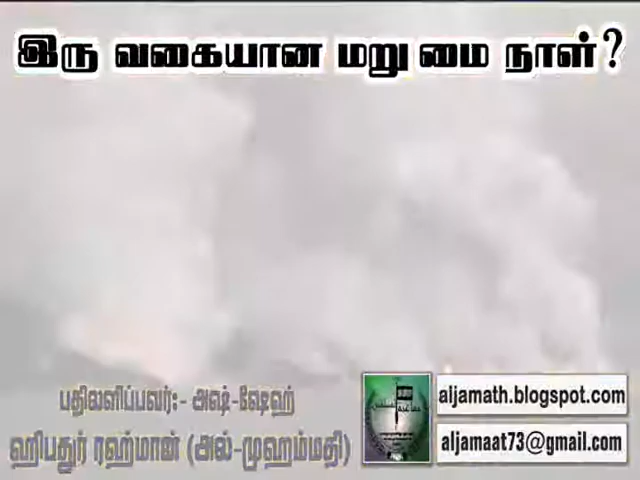 இரு வகையான மறுமை நாள்?
பதிலளிப்பவர்:- அஷ்-ஷேஹ்
ஹிபதுர் ரஹ்மான் (அல்-முஹம்மதி)
aljamath.blogspot.com
aljamaat73@gmail.com